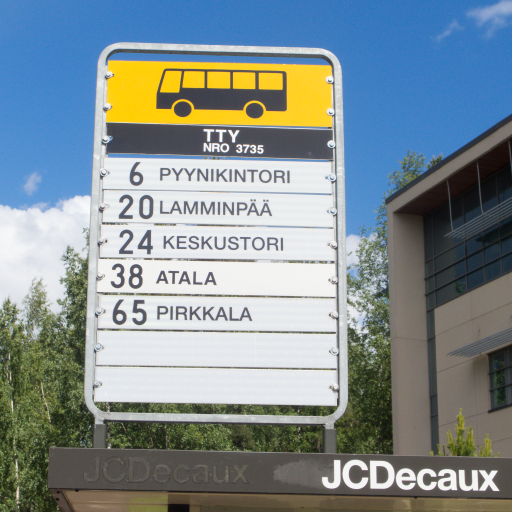 TTY
NRO 3735
6 PYYNIKINTORI
20 LAMMINPÄÄ
24 KESKUSTORI
38 ATALA
65 PIRKKALA
JCDecaux JCDecaux